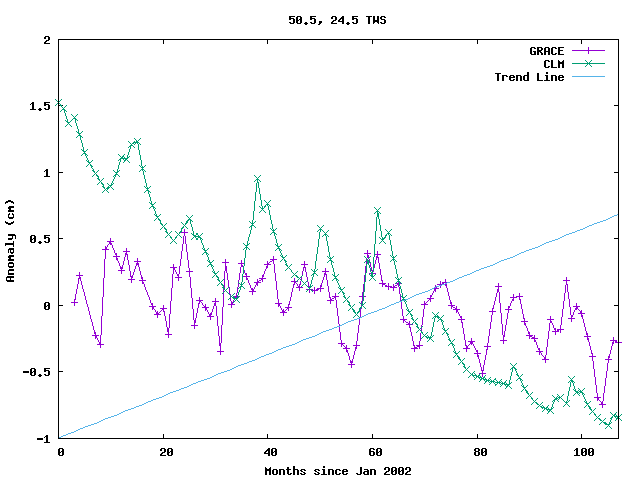 50.5, 24.5 TWS
GRACE
CLM
Trend Line
2
1.5
1
0.5
0
-0.5
-1
Anomaly (cm)
0 20 40 60 80 100
Months since Jan 2002